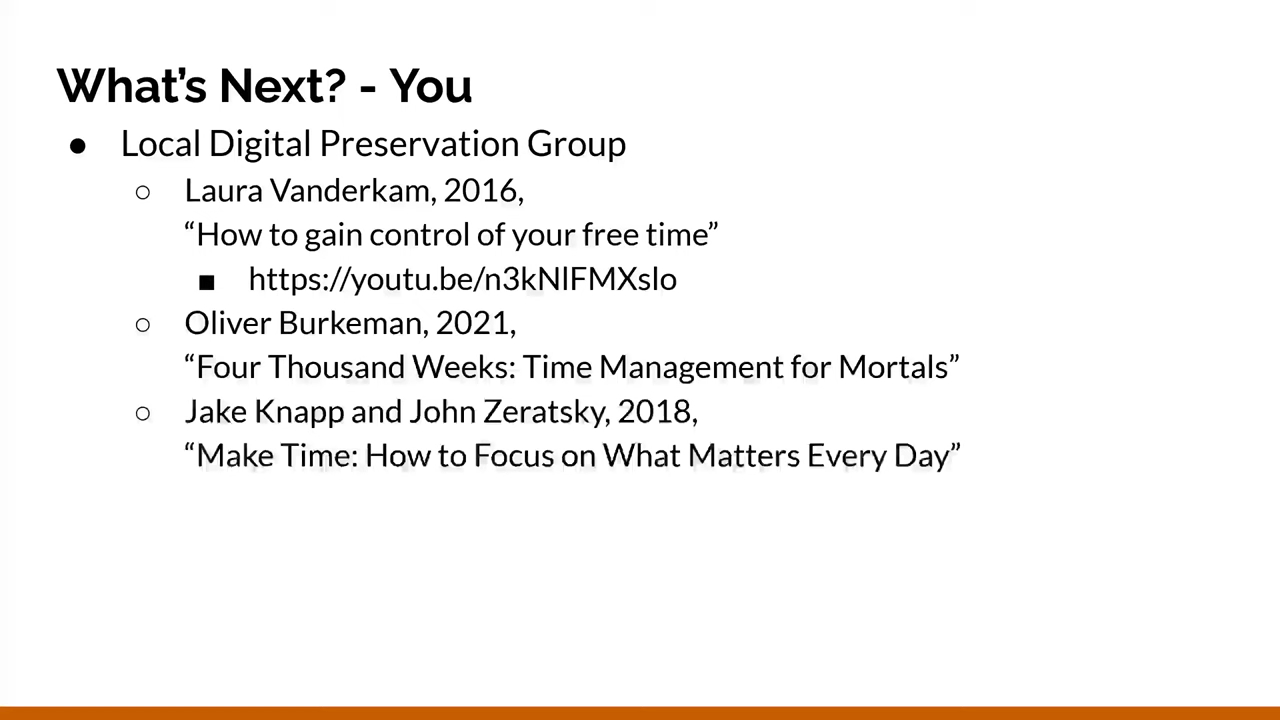 What’s Next? - You
● Local Digital Preservation Group
○ Laura Vanderkam, 2016,
“How to gain control of your free time”
■ https://youtu.be/n3kNlFMXslo
○ Oliver Burkeman, 2021,
“Four Thousand Weeks: Time Management for Mortals”
○ Jake Knapp and John Zeratsky, 2018,
“Make Time: How to Focus on What Matters Every Day”